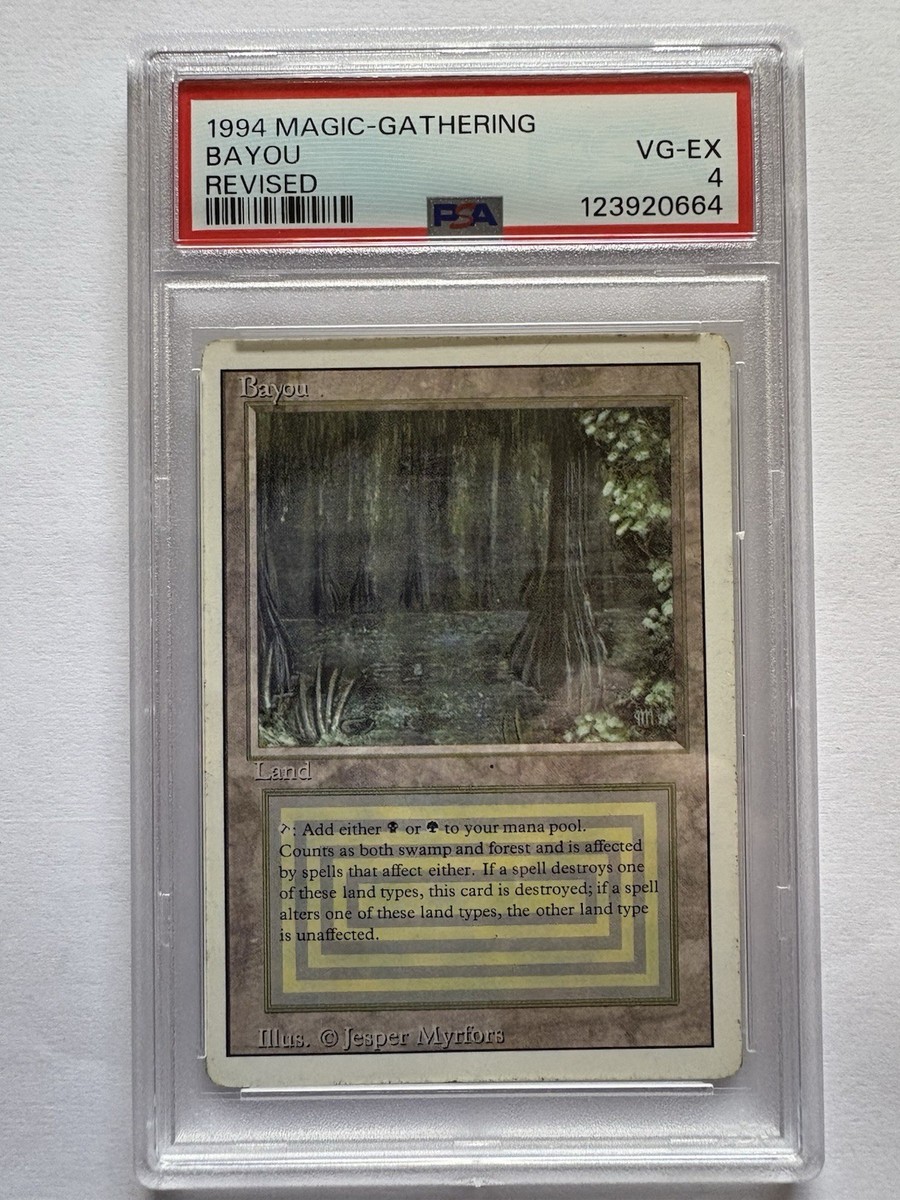 1994 MAGIC-GATHERING
BAYOU
VG-EX
REVISED
4
123920664
PSA
Bayou
Land
: Add either or to your mana pool.
Counts as both swamp and forest and is affected
by spells that affect either. If a spell destroys one
of these land types, this card is destroyed; if a spell
alters one of these land types, the other land type
is unaffected.
Illus. © Jesper Myrfors